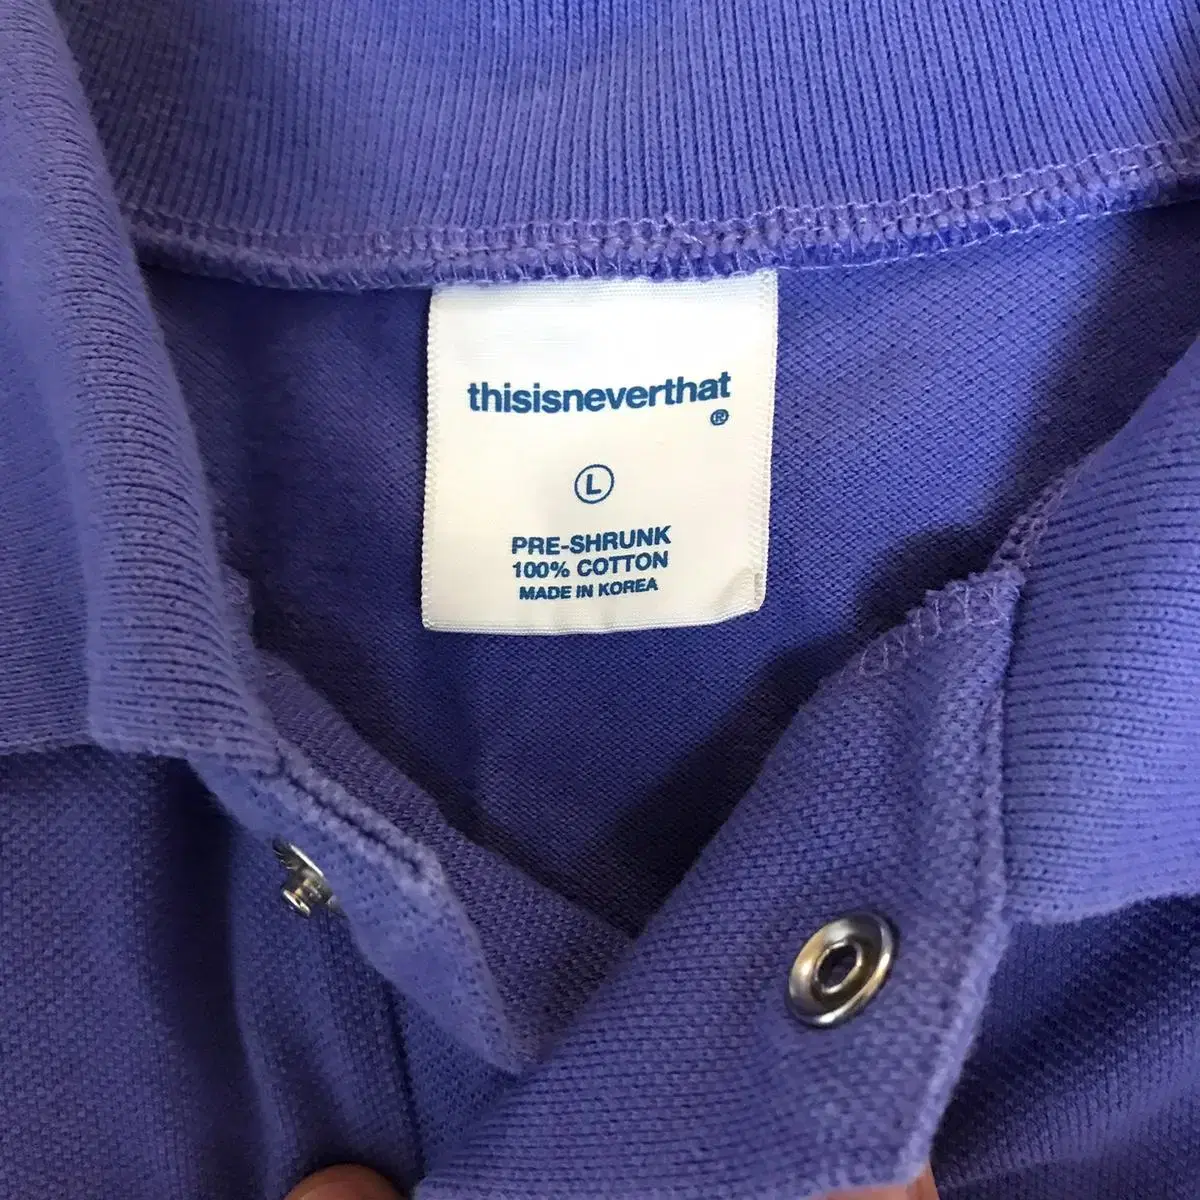 thisisneverthat
®
L
PRE-SHRUNK
100% COTTON
MADE IN KOREA